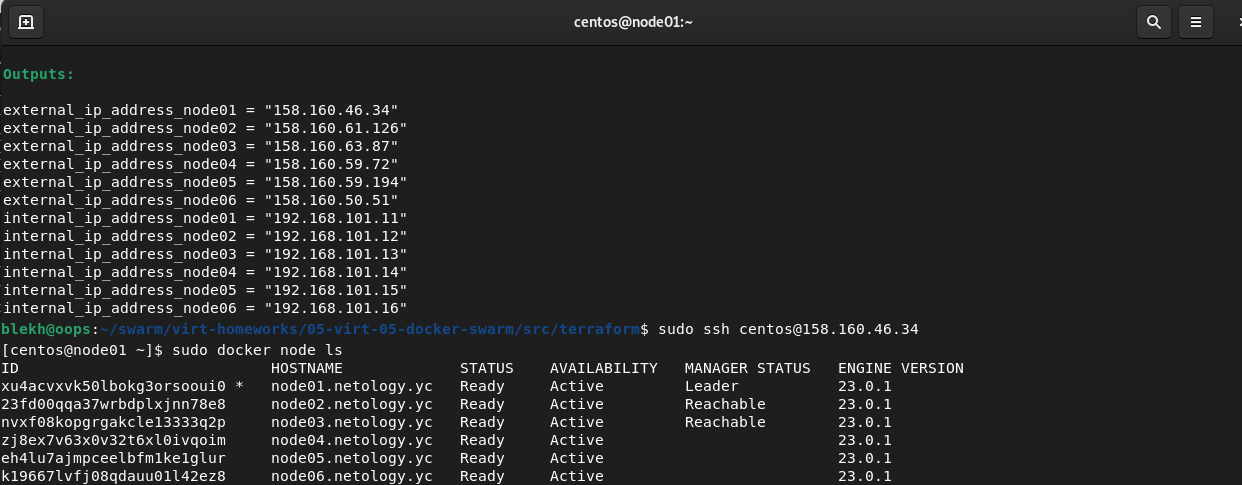 centos@node01:~
Outputs:
external_ip_address_node01 = "158.160.46.34"
external_ip_address_node02 = "158.160.61.126"
external_ip_address_node03 = "158.160.63.87"
external_ip_address_node04 = "158.160.59.72"
external_ip_address_node05 = "158.160.59.194"
external_ip_address_node06 = "158.160.50.51"
internal_ip_address_node01 = "192.168.101.11"
internal_ip_address_node02 = "192.168.101.12"
internal_ip_address_node03 = "192.168.101.13"
internal_ip_address_node04 = "192.168.101.14"
internal_ip_address_node05 = "192.168.101.15"
internal_ip_address_node06 = "192.168.101.16"
blekh@oops:~/swarm/virt-homeworks/05-virt-05-docker-swarm/src/terraform$ sudo ssh centos@158.160.46.34
[centos@node01 ~]$ sudo docker node ls
ID HOSTNAME STATUS AVAILABILITY MANAGER STATUS ENGINE VERSION
xu4acvxvk50lbokg3orsooui0 * node01.netology.yc Ready Active Leader 23.0.1
23fd00qqa37wrbdplxjnn78e8 node02.netology.yc Ready Active Reachable 23.0.1
nvxf08kopgrgakcle13333q2p node03.netology.yc Ready Active Reachable 23.0.1
zj8ex7v63x0v32t6xl0ivqoim node04.netology.yc Ready Active 23.0.1
eh4lu7ajmpceelbfm1ke1glur node05.netology.yc Ready Active 23.0.1
k19667lvfj08qdauu01l42ez8 node06.netology.yc Ready Active 23.0.1